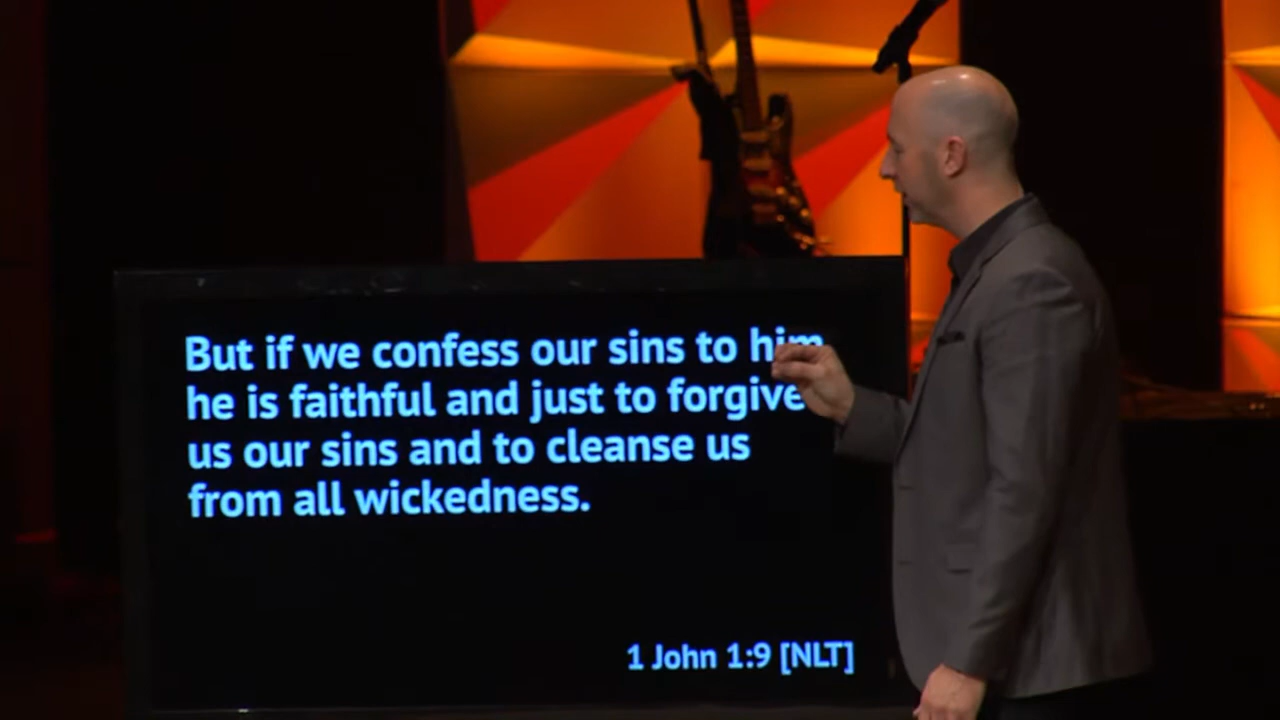 But if we confess our sins to him
he is faithful and just to forgive
us our sins and to cleanse us
from all wickedness.
1 John 1:9 [NLT]